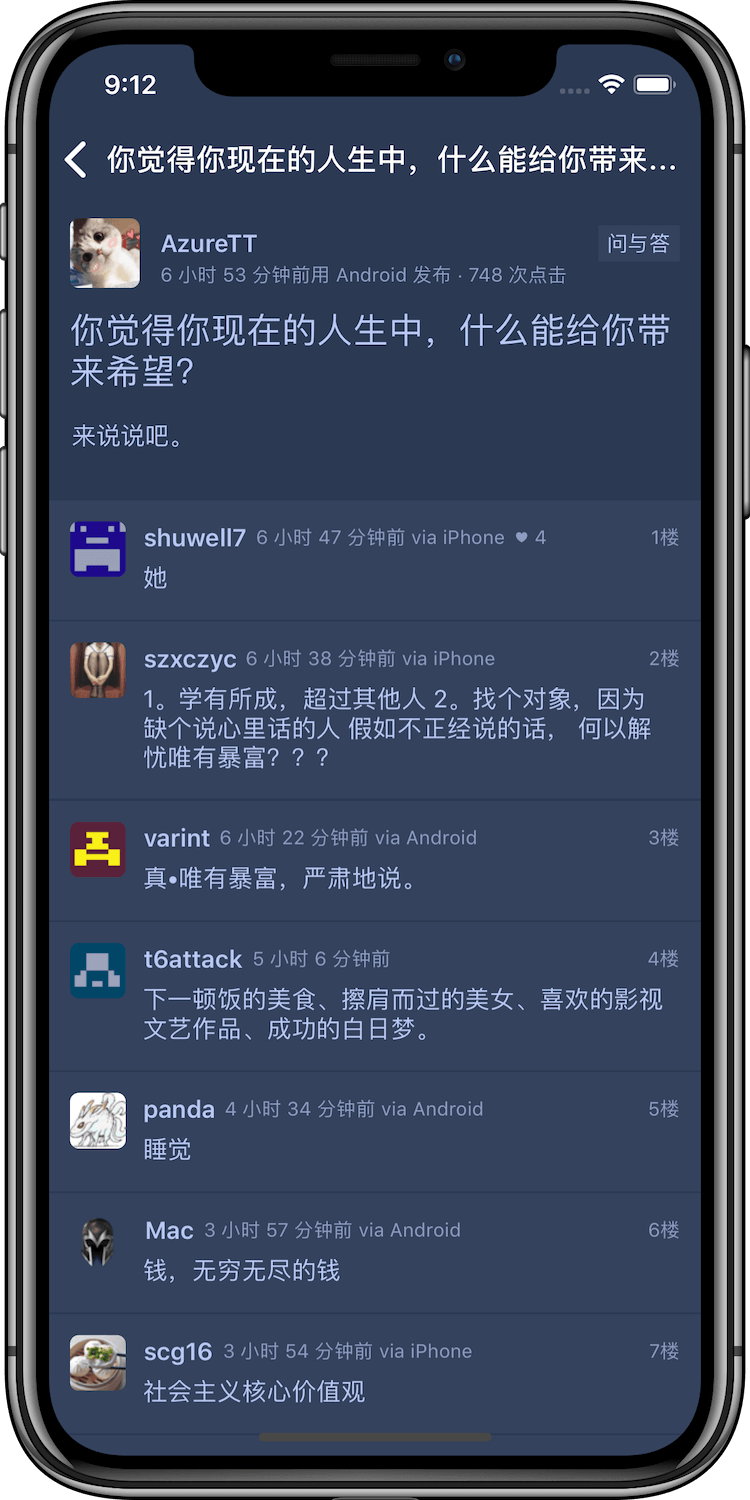 9:12
你觉得你现在的人生中，什么能给你带来...
AzureTT
问与答
6 小时 53 分钟前用 Android 发布 · 748 次点击
你觉得你现在的人生中，什么能给你带
来希望？
来说说吧。
shuwell7 6 小时 47 分钟前 via iPhone ♥ 4 1楼
她
szxczyc 6 小时 38 分钟前 via iPhone 2楼
1。学有所成，超过其他人 2。找个对象，因为
缺个说心里话的人 假如不正经说的话， 何以解
忧唯有暴富？？？
varint 6 小时 22 分钟前 via Android 3楼
真•唯有暴富，严肃地说。
t6attack 5 小时 6 分钟前 4楼
下一顿饭的美食、擦肩而过的美女、喜欢的影视
文艺作品、成功的白日梦。
panda 4 小时 34 分钟前 via Android 5楼
睡觉
Mac 3 小时 57 分钟前 via Android 6楼
钱，无穷无尽的钱
scg16 3 小时 54 分钟前 via iPhone 7楼
社会主义核心价值观